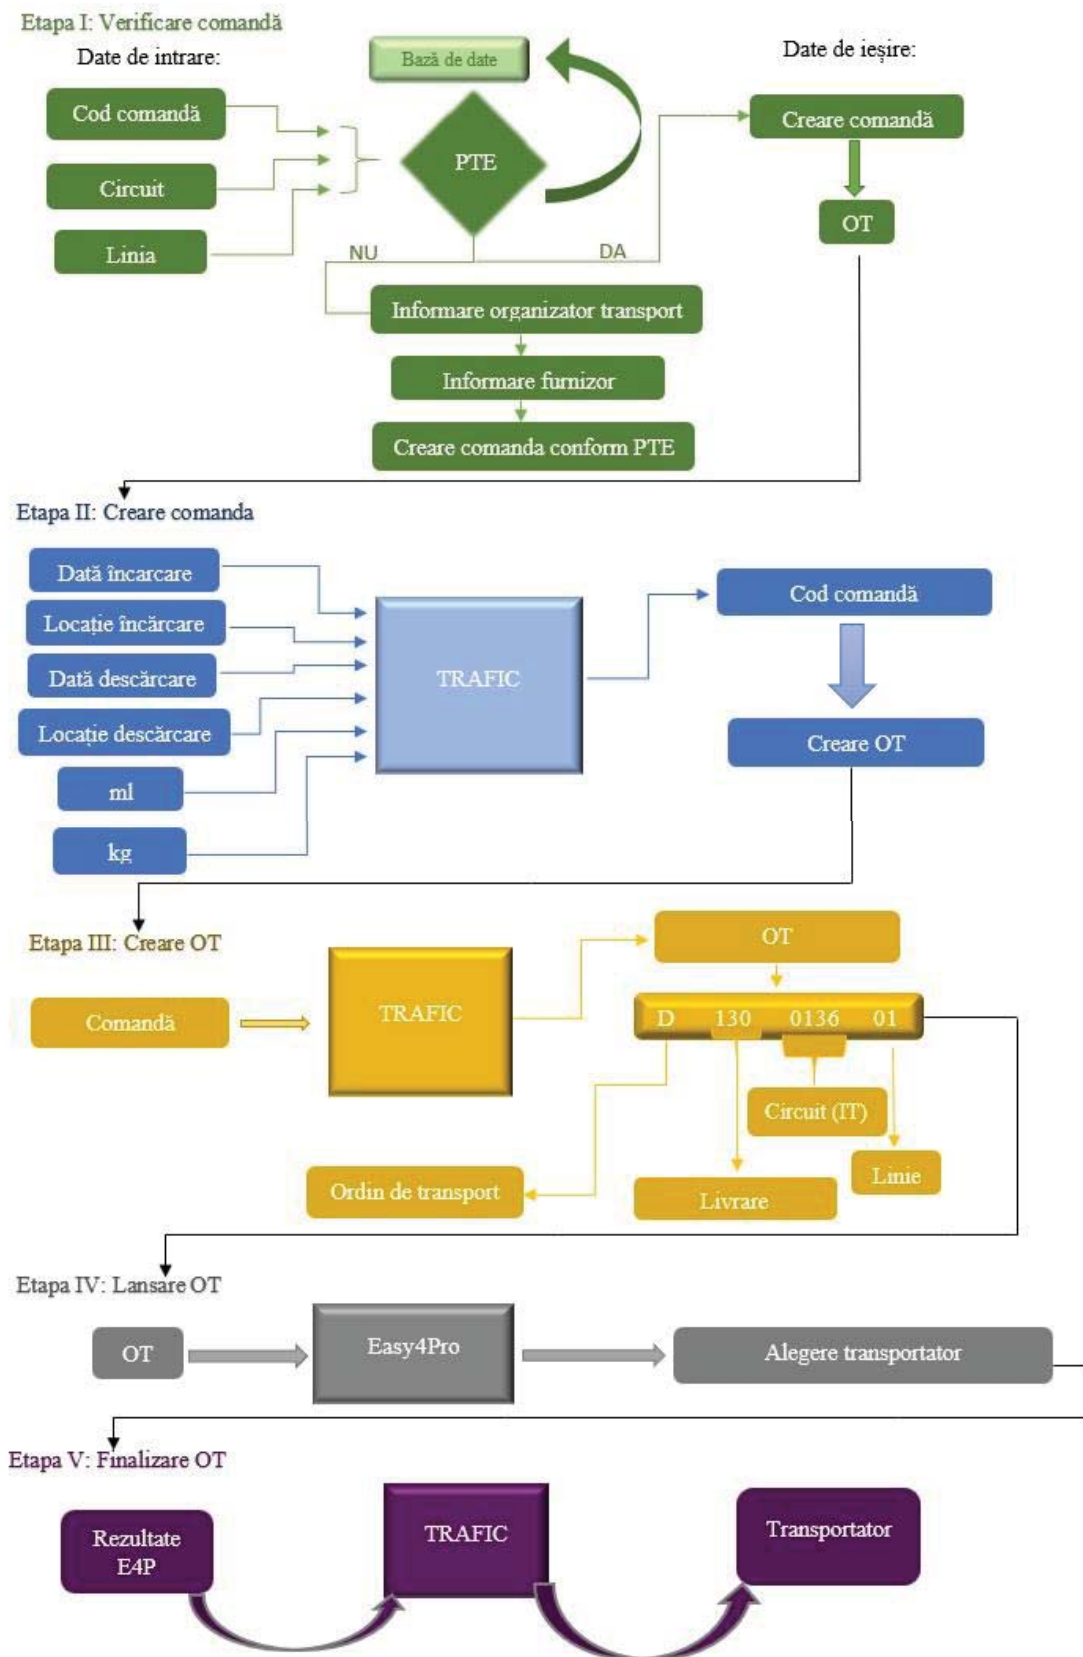 Etapa I: Verificare comandă
Date de intrare:
Bază de date
Date de ieșire:
Cod comandă
Circuit
Linia
PTE
Creare comandă
OT
NU
DA
Informare organizator transport
Informare furnizor
Creare comanda conform PTE
Etapa II: Creare comanda
Dată încarcare
Locație încărcare
Dată descărcare
Locație descărcare
ml
kg
TRAFIC
Cod comandă
Creare OT
Etapa III: Creare OT
Comandă
TRAFIC
OT
D 130 0136 01
Circuit (IT)
Linie
Ordin de transport
Livrare
Etapa IV: Lansare OT
OT
Easy4Pro
Alegere transportator
Etapa V: Finalizare OT
Rezultate
E4P
TRAFIC
Transportator